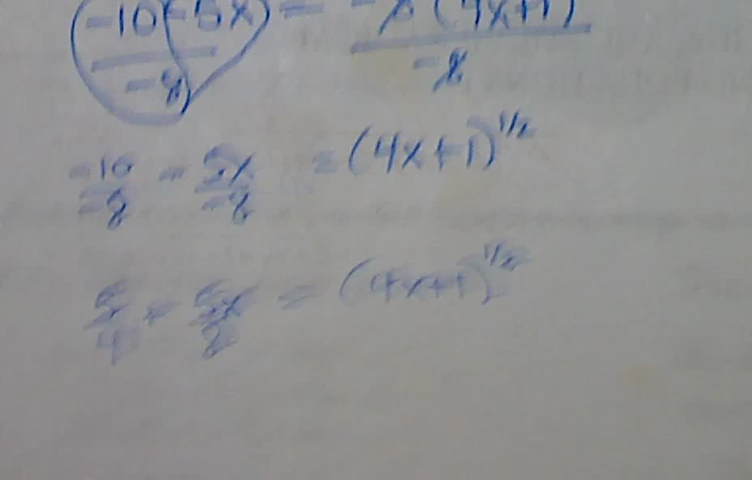 -10 -5x = -8 (4x+1)
-8 -8
-10/-8 - 5x/-8 = (4x+1)^1/2
5/4 + 5x/8 = (4x+1)^1/2